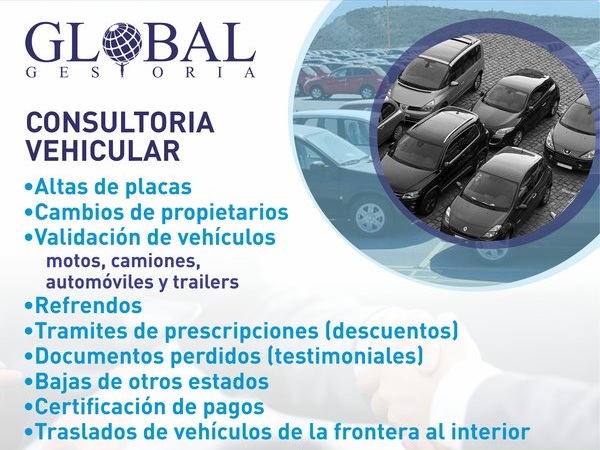 GLOBAL
GESTORIA
CONSULTORIA
VEHICULAR
•Altas de placas
•Cambios de propietarios
•Validación de vehículos
motos, camiones,
automóviles y trailers
•Refrendos
•Tramites de prescripciones (descuentos)
•Documentos perdidos (testimoniales)
•Bajas de otros estados
•Certificación de pagos
•Traslados de vehículos de la frontera al interior